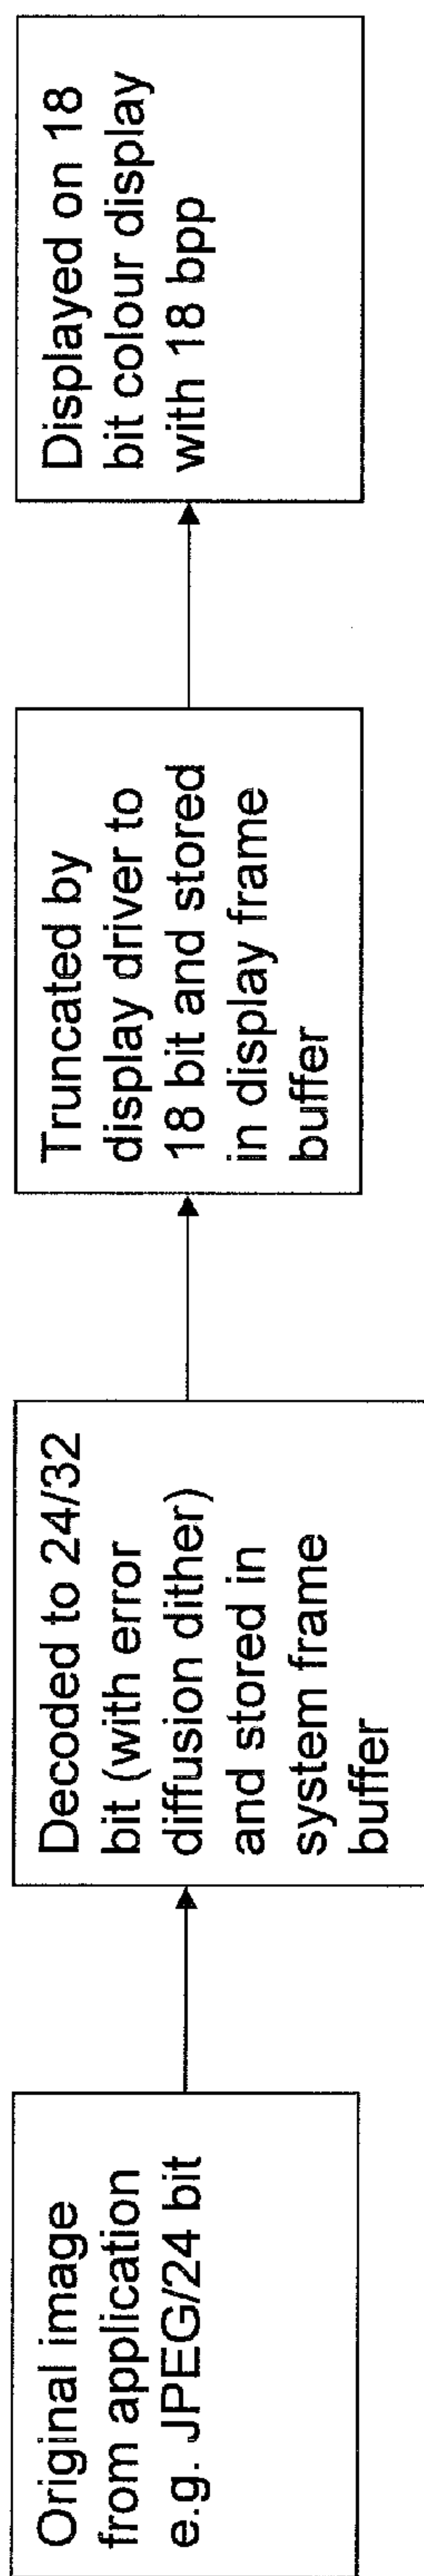 Original image
from application
e.g. JPEG/24 bit
Decoded to 24/32
bit (with error
diffusion dither)
and stored in
system frame
buffer
Truncated by
display driver to
18 bit and stored
in display frame
buffer
Displayed on 18
bit colour display
with 18 bpp